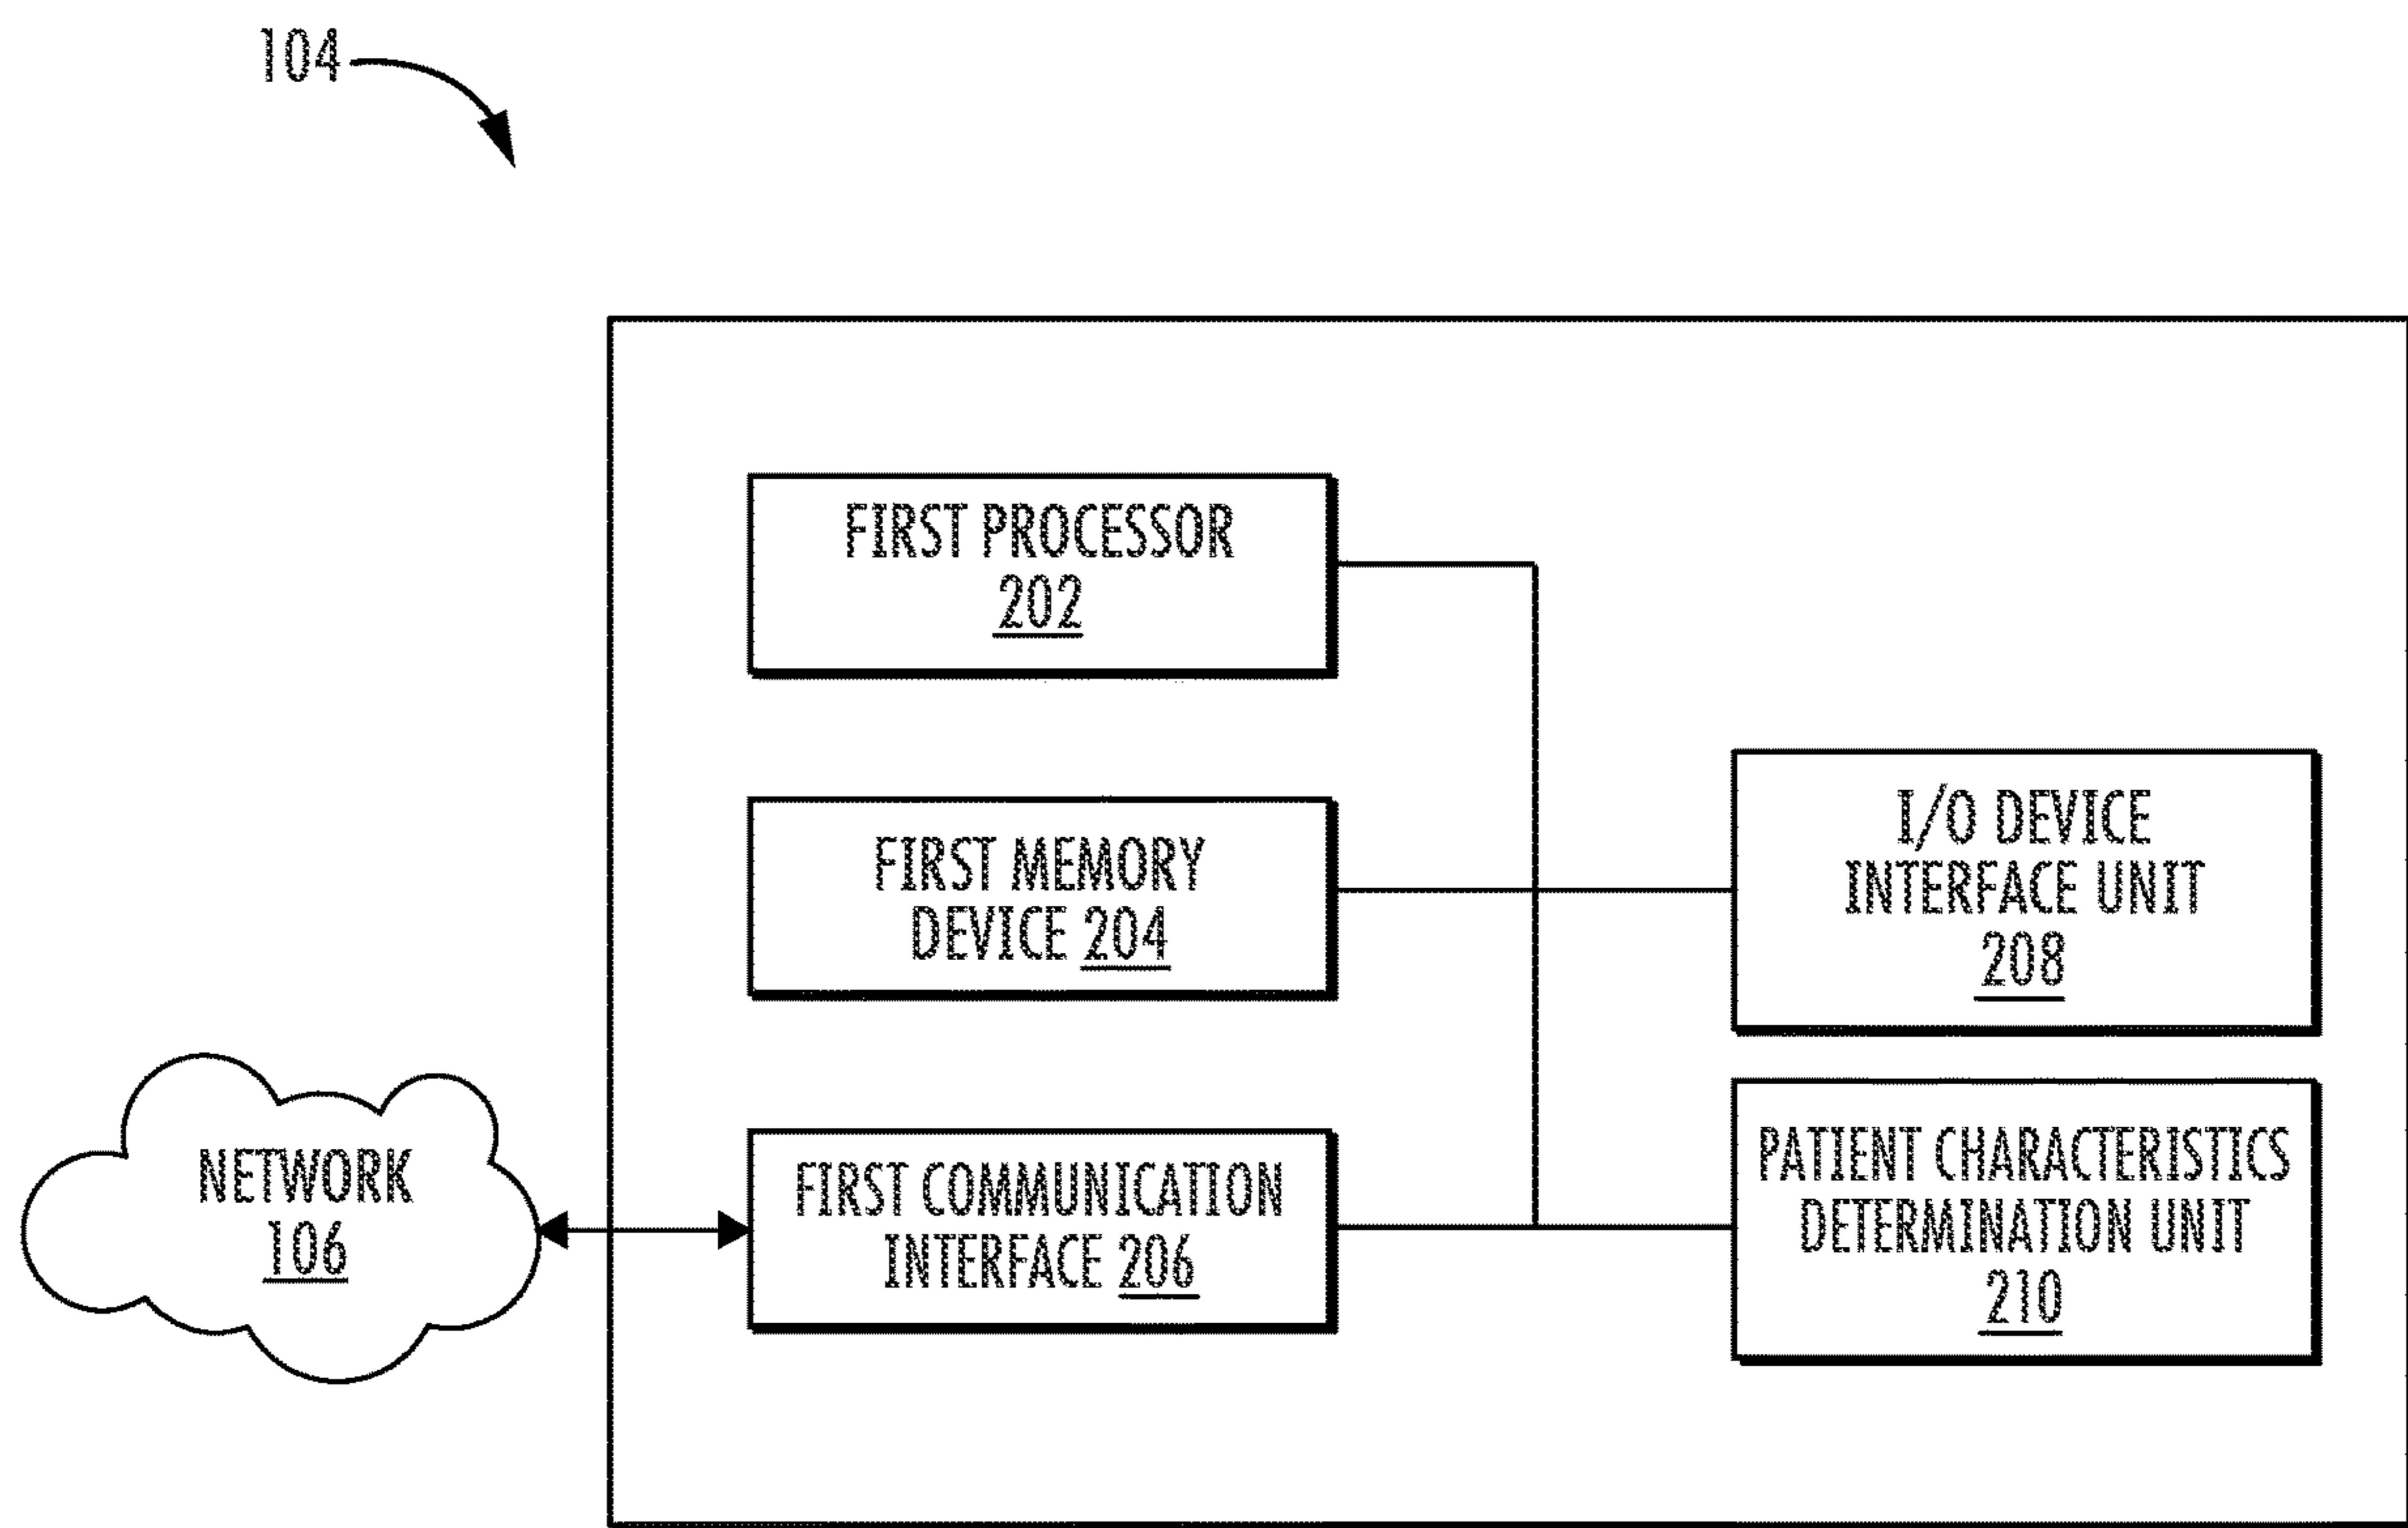 104
FIRST PROCESSOR
202
FIRST MEMORY
DEVICE 204
I/O DEVICE
INTERFACE UNIT
208
NETWORK
106
FIRST COMMUNICATION
INTERFACE 206
PATIENT CHARACTERISTICS
DETERMINATION UNIT
210